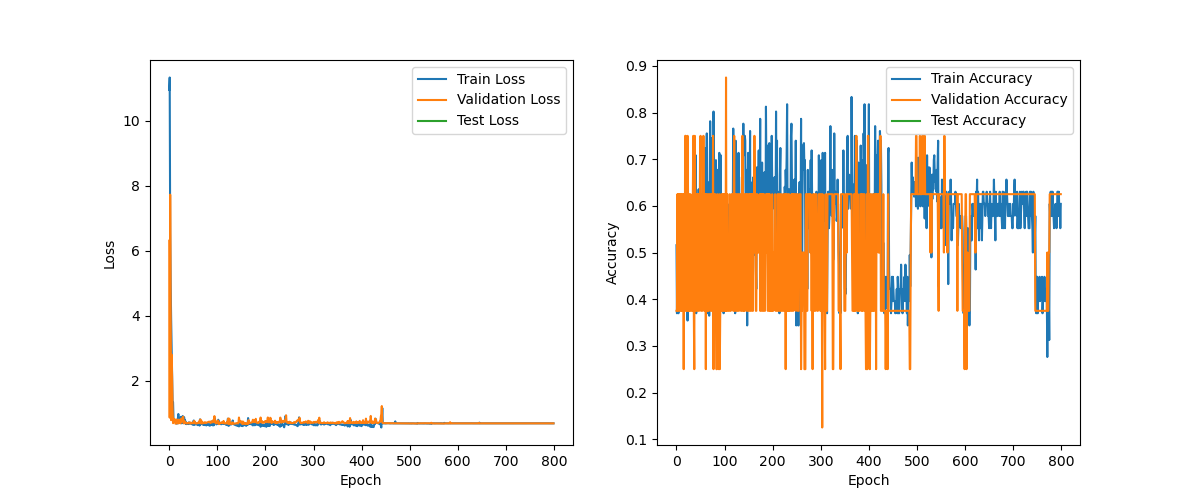 Train Loss
Validation Loss
Test Loss
10
8
6
4
2
Loss
0 100 200 300 400 500 600 700 800
Epoch
Train Accuracy
Validation Accuracy
Test Accuracy
0.9
0.8
0.7
0.6
0.5
0.4
0.3
0.2
0.1
Accuracy
0 100 200 300 400 500 600 700 800
Epoch